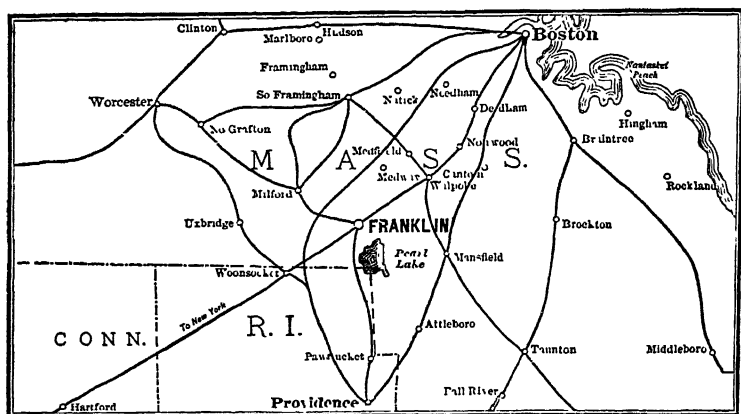 Clinton
Hudson
Marlboro
Boston
Framingham
Nantasket
Beach
So Framingham
Natick
Needham
Dedham
Worcester
No Grafton
Hingham
Braintree
Norwood
Medfield
M A S S.
Medway
Canton
Walpole
Rockland
Milford
Uxbridge
FRANKLIN
Brockton
Pearl
Lake
Mansfield
Woonsocket
To New York
CONN.
R. I.
Attleboro
Pawtucket
Taunton
Middleboro
Fall River
Providence
Hartford